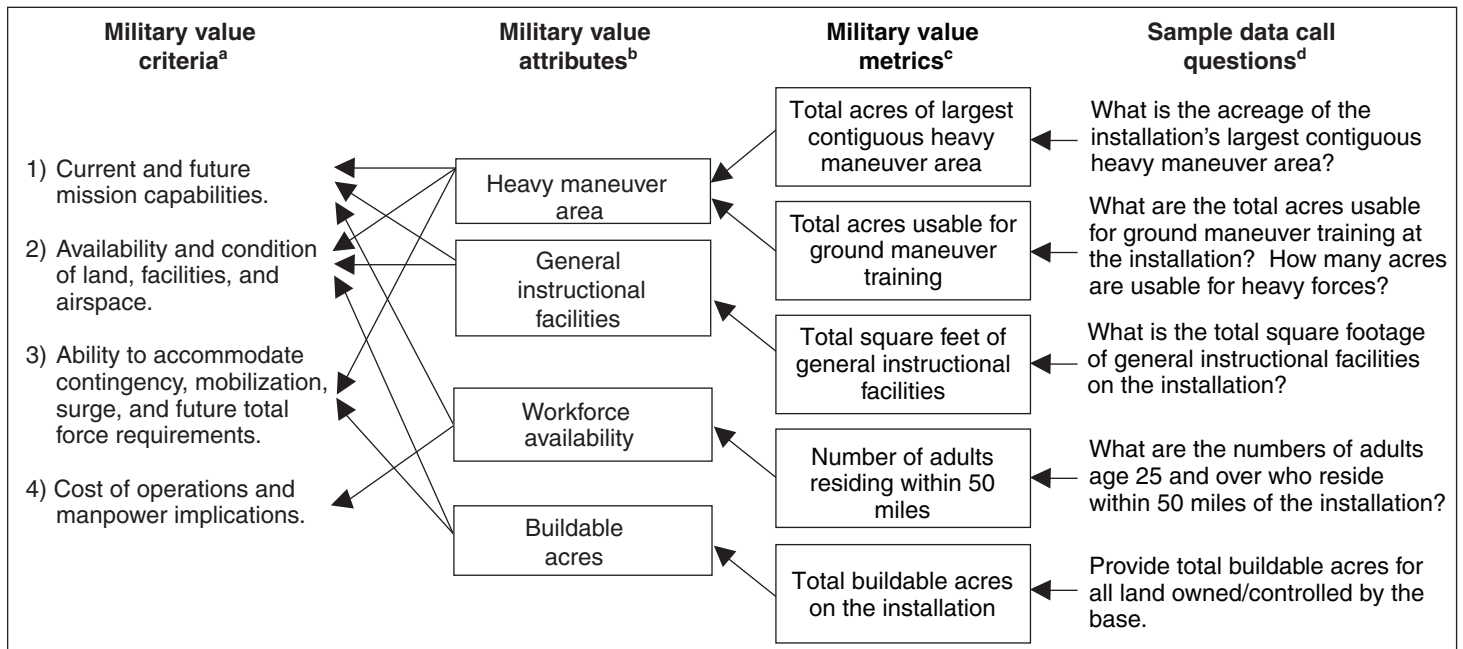 Military value
criteriaa
Military value
attributesb
Military value
metricsc
Sample data call
questionsd
1) Current and future
mission capabilities.
2) Availability and condition
of land, facilities, and
airspace.
3) Ability to accommodate
contingency, mobilization,
surge, and future total
force requirements.
4) Cost of operations and
manpower implications.
Heavy maneuver
area
General
instructional
facilities
Workforce
availability
Buildable
acres
Total acres of largest
contiguous heavy
maneuver area
Total acres usable for
ground maneuver
training
Total square feet of
general instructional
facilities
Number of adults
residing within 50
miles
Total buildable acres
on the installation
What is the acreage of the
installation's largest contiguous
heavy maneuver area?
What are the total acres usable
for ground maneuver training at
the installation? How many acres
are usable for heavy forces?
What is the total square footage
of general instructional facilities
on the installation?
What are the numbers of adults
age 25 and over who reside
within 50 miles of the installation?
Provide total buildable acres for
all land owned/controlled by the
base.